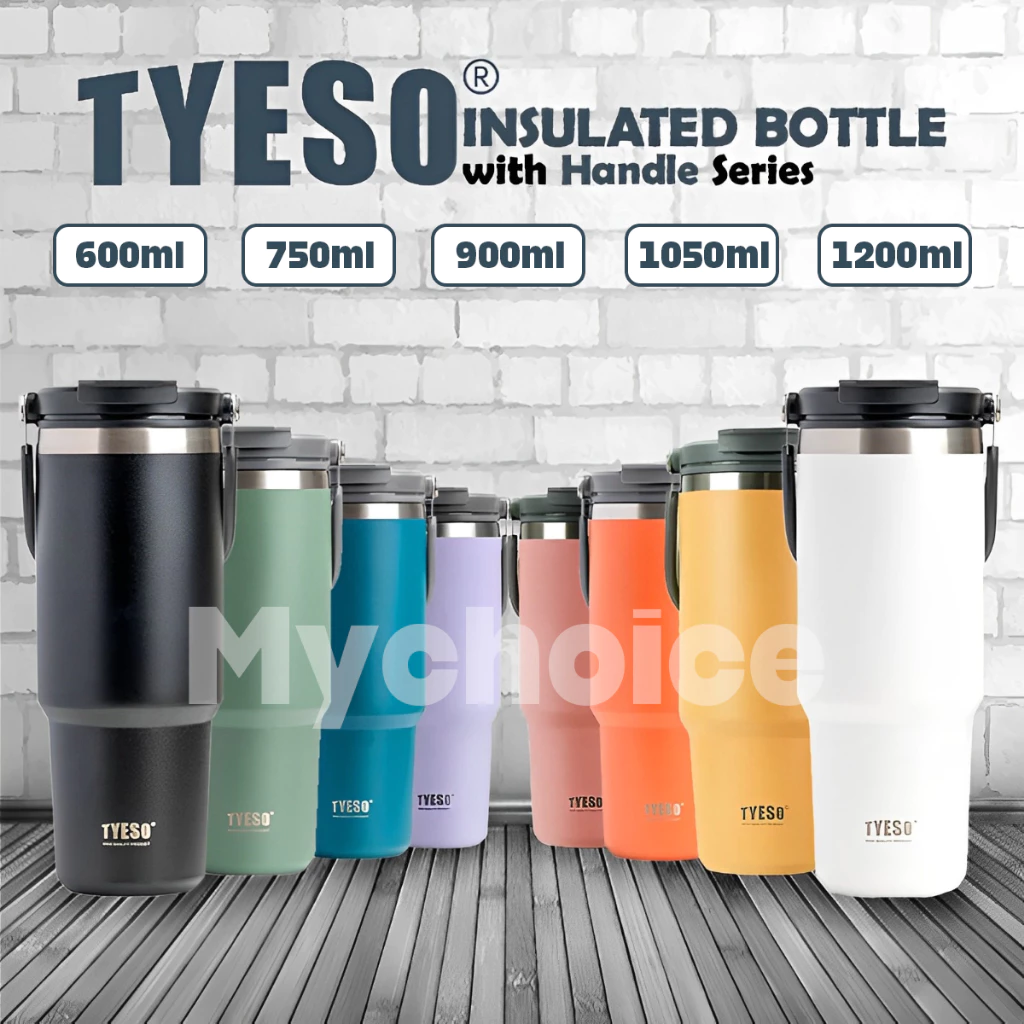 TYESO®
INSULATED BOTTLE
with Handle Series
600ml
750ml
900ml
1050ml
1200ml
Mychoice
TYESO
TYESO
TYESO
TYESO
TYESO
TYESO
TYESO
TYESO